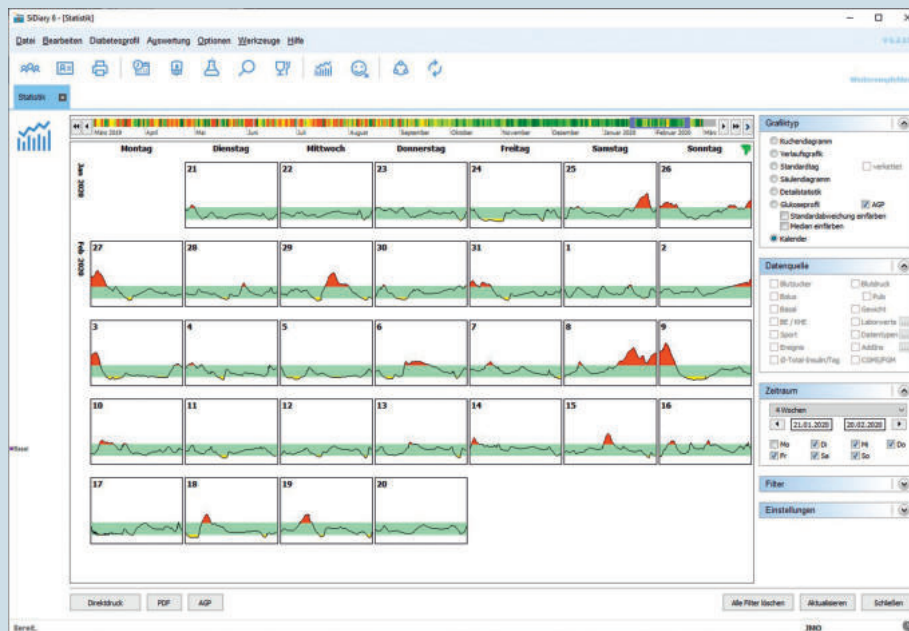 SiDiary 6 - [Statistik]
Datei Bearbeiten Diabetesprofil Auswertung Optionen Werkzeuge Hilfe
Statistik
März 2019 April Mai Juni Juli August September Oktober November Dezember Januar 2020 Februar 2020 März
Montag Dienstag Mittwoch Donnerstag Freitag Samstag Sonntag
Jan 2020
21 22 23 24 25 26
Feb 2020
27 28 29 30 31 1 2
3 4 5 6 7 8 9
10 11 12 13 14 15 16
17 18 19 20
Basal
Grafiktyp
Kuchendiagramm
Verlaufsgrafik
Standardtag verkettet
Säulendiagramm
Detailstatistik
Glukoseprofil AGP
Standardabweichung einfärben
Median einfärben
Kalender
Datenquelle
Blutzucker Blutdruck
Bolus Puls
Basal Gewicht
BE / KHE Laborwerte ...
Sport Datentypen ...
Ereignis AddIns ...
Ø-Total-Insulin/Tag CGMS/FGM
Zeitraum
4 Wochen
21.01.2020 20.02.2020
Mo Di Mi Do
Fr Sa So
Filter
Einstellungen
Direktdruck PDF AGP Alle Filter löschen Aktualisieren Schließen
Bereit.